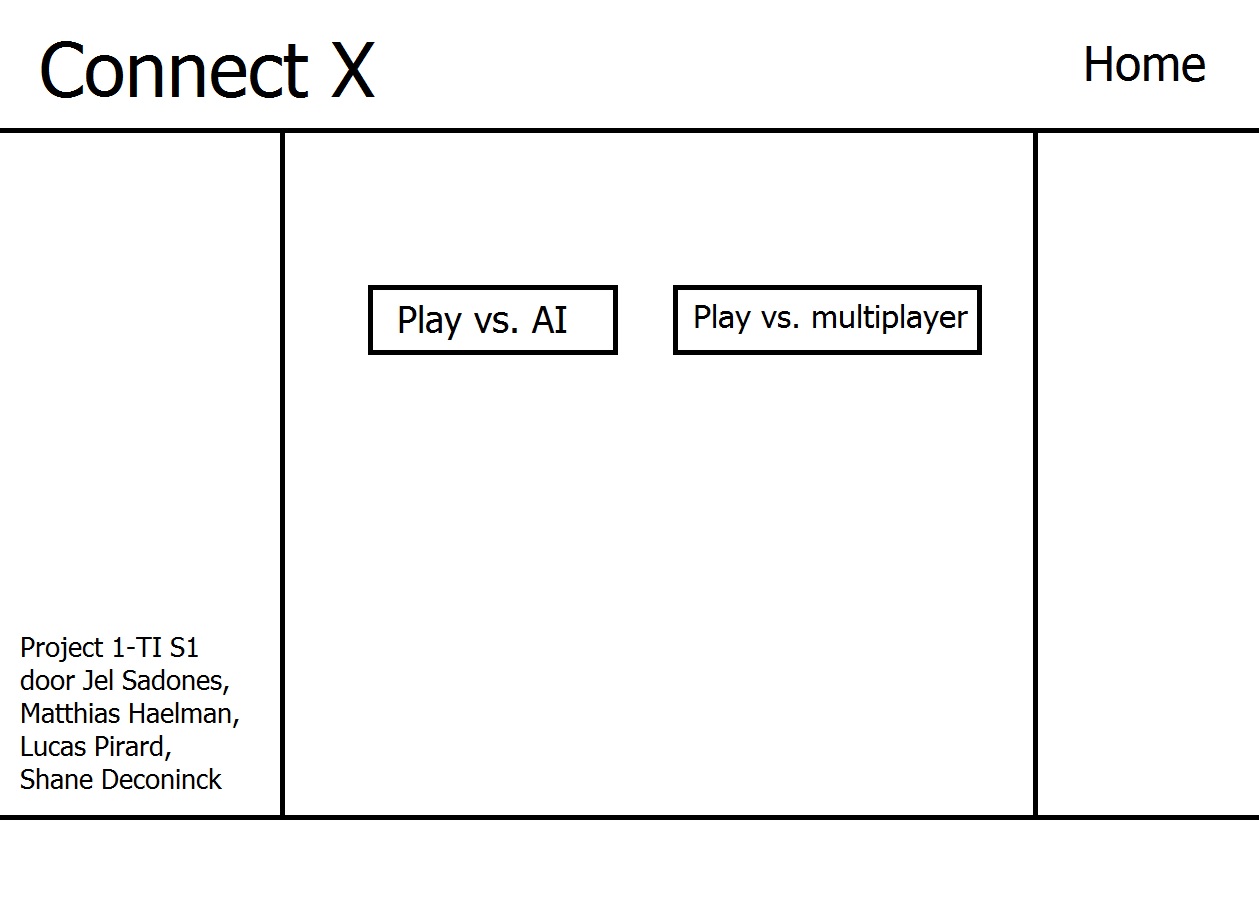 Connect X
Home
Play vs. AI
Play vs. multiplayer
Project 1-TI S1
door Jel Sadones,
Matthias Haelman,
Lucas Pirard,
Shane Deconinck